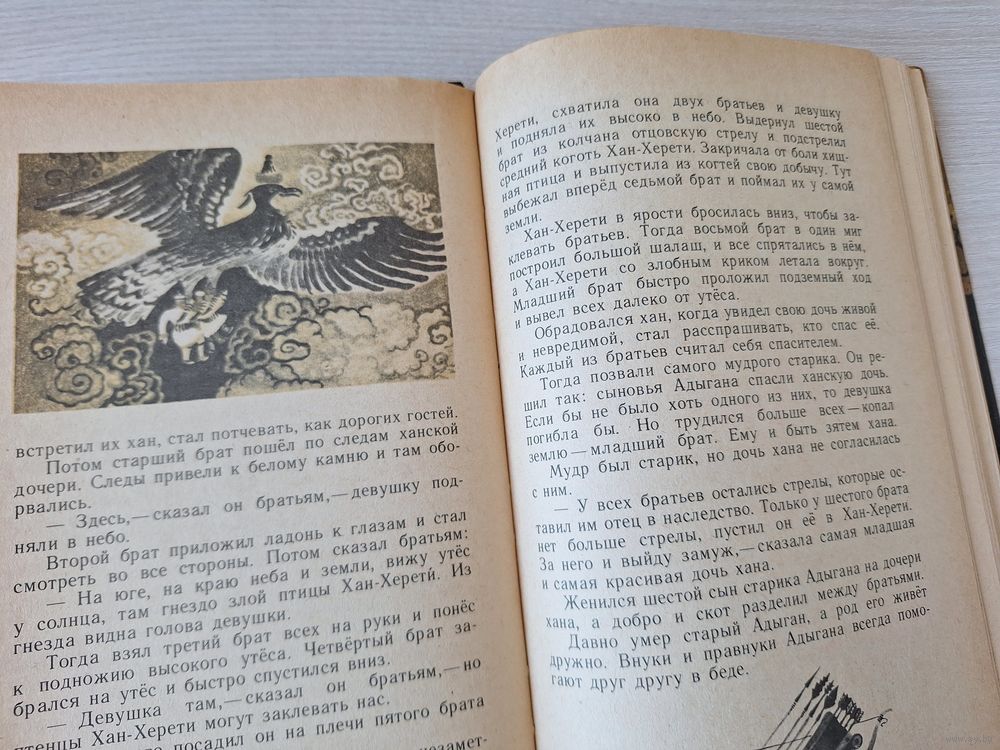 встретил их хан, стал потчевать, как дорогих гостей.
Потом старший брат пошёл по следам ханской
дочери. Следы привели к белому камню и там обо-
рвались.
— Здесь,—сказал он братьям,—девушку под-
няли в небо.
Второй брат приложил ладонь к глазам и стал
смотреть во все стороны. Потом сказал братьям:
— На юге, на краю неба и земли, вижу утёс
у солнца, там гнездо злой птицы Хан-Херети́. Из
гнезда видна голова девушки.
Тогда взял третий брат всех на руки и понёс
к подножию высокого утёса. Четвёртый брат за-
брался на утёс и быстро спустился вниз.
— Девушка там,—сказал он братьям,—но
птенцы Хан-Херети могут заклевать нас.
посадил он на плечи пятого брата
незамет-
Херети, схватила она двух братьев и девушку
и подняла их высоко в небо. Выдернул шестой
брат из колчана отцовскую стрелу и подстрелил
средний коготь Хан-Херети. Закричала от боли хищ-
ная птица и выпустила из когтей свою добычу. Тут
выбежал вперёд седьмой брат и поймал их у самой
земли.
Хан-Херети в ярости бросилась вниз, чтобы за-
клевать братьев. Тогда восьмой брат в один миг
построил большой шалаш, и все спрятались в нём,
а Хан-Херети со злобным криком летала вокруг.
Младший брат быстро проложил подземный ход
и вывел всех далеко от утёса.
Обрадовался хан, когда увидел свою дочь живой
и невредимой, стал расспрашивать, кто спас её.
Каждый из братьев считал себя спасителем.
Тогда позвали самого мудрого старика. Он ре-
шил так: сыновья Адыгана спасли ханскую дочь.
Если бы не было хоть одного из них, то девушка
погибла бы. Но трудился больше всех—копал
землю—младший брат. Ему и быть зятем хана.
Мудр был старик, но дочь хана не согласилась
с ним.
— У всех братьев остались стрелы, которые ос-
тавил им отец в наследство. Только у шестого брата
нет больше стрелы, пустил он её в Хан-Херети.
За него и выйду замуж,—сказала самая младшая
и самая красивая дочь хана.
Женился шестой сын старика Адыгана на дочери
хана, а добро и скот разделил между братьями.
Давно умер старый Адыган, а род его живёт
дружно. Внуки и правнуки Адыгана всегда помо-
гают друг другу в беде.